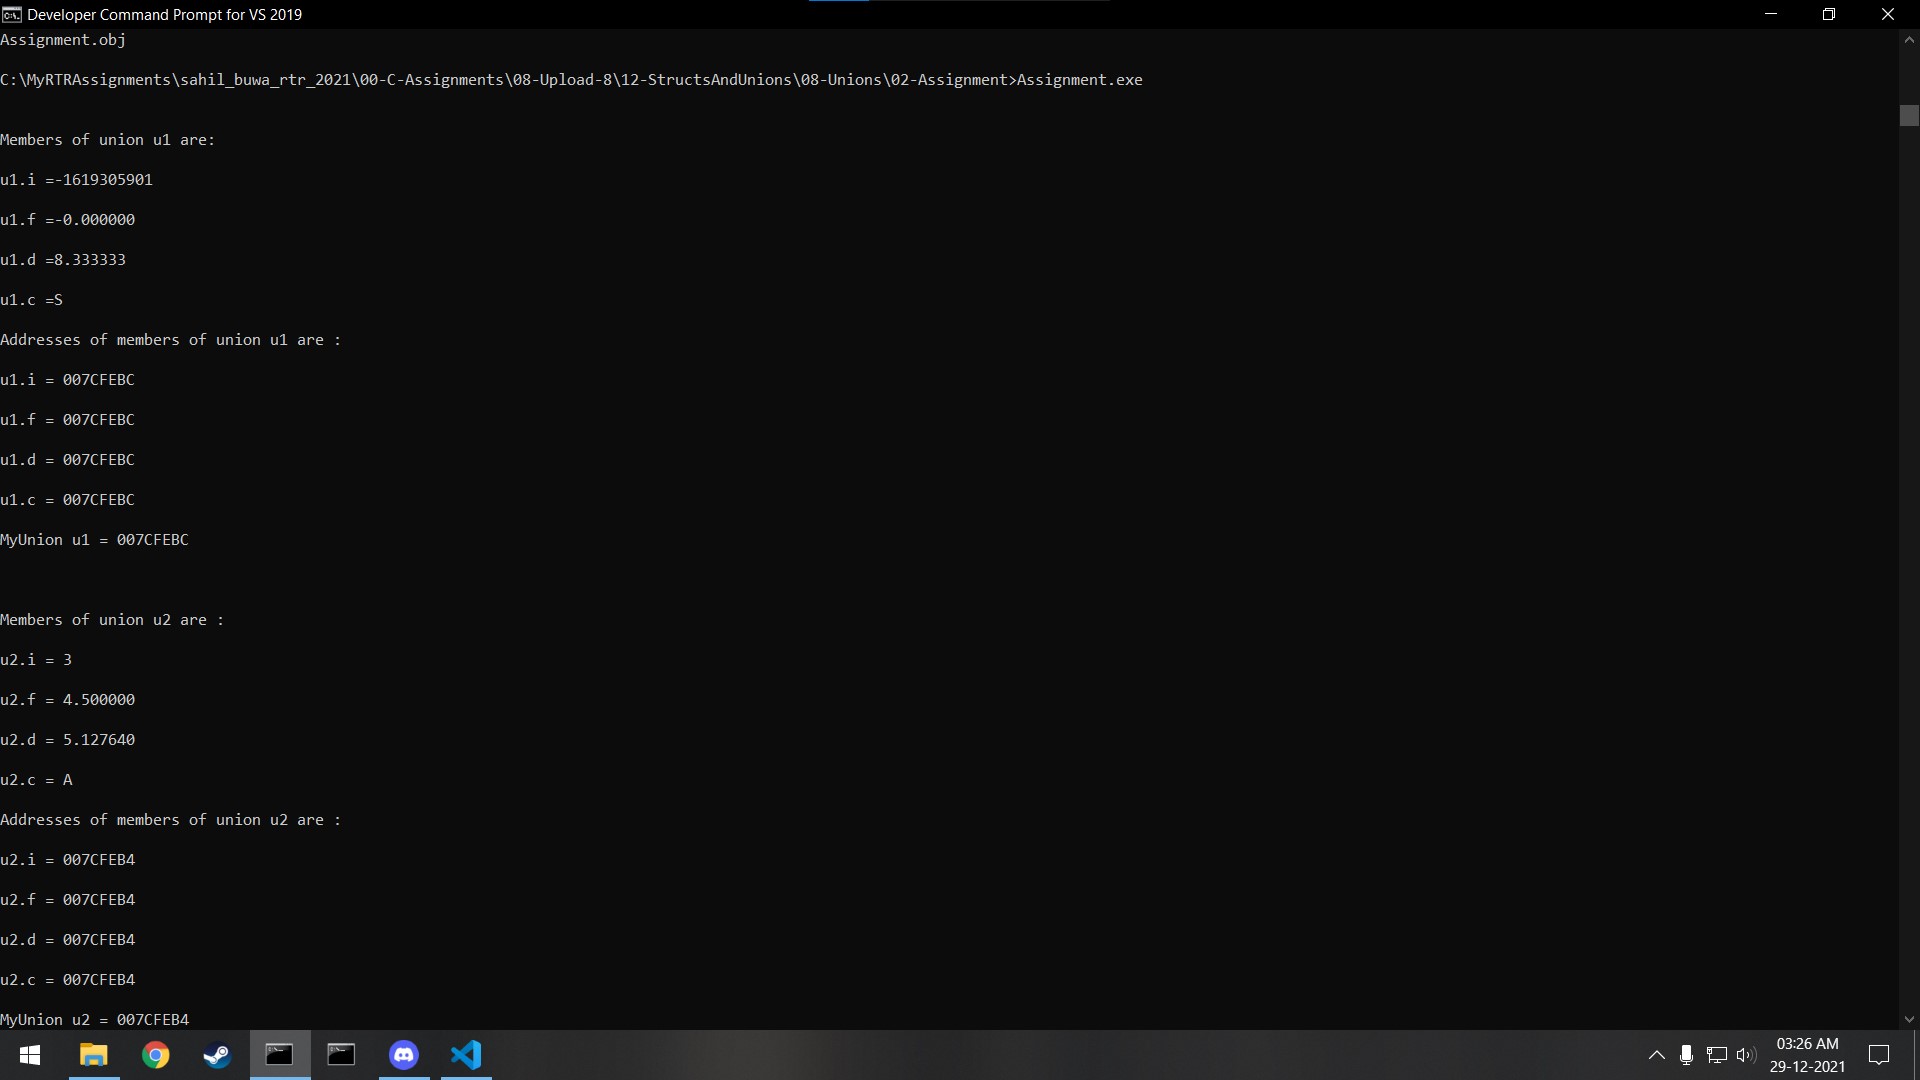 Developer Command Prompt for VS 2019
Assignment.obj
C:\MyRTRAssignments\sahil_buwa_rtr_2021\00-C-Assignments\08-Upload-8\12-StructsAndUnions\08-Unions\02-Assignment>Assignment.exe
Members of union u1 are:
u1.i =-1619305901
u1.f =-0.000000
u1.d =8.333333
u1.c =S
Addresses of members of union u1 are :
u1.i = 007CFEBC
u1.f = 007CFEBC
u1.d = 007CFEBC
u1.c = 007CFEBC
MyUnion u1 = 007CFEBC
Members of union u2 are :
u2.i = 3
u2.f = 4.500000
u2.d = 5.127640
u2.c = A
Addresses of members of union u2 are :
u2.i = 007CFEB4
u2.f = 007CFEB4
u2.d = 007CFEB4
u2.c = 007CFEB4
MyUnion u2 = 007CFEB4
03:26 AM
29-12-2021